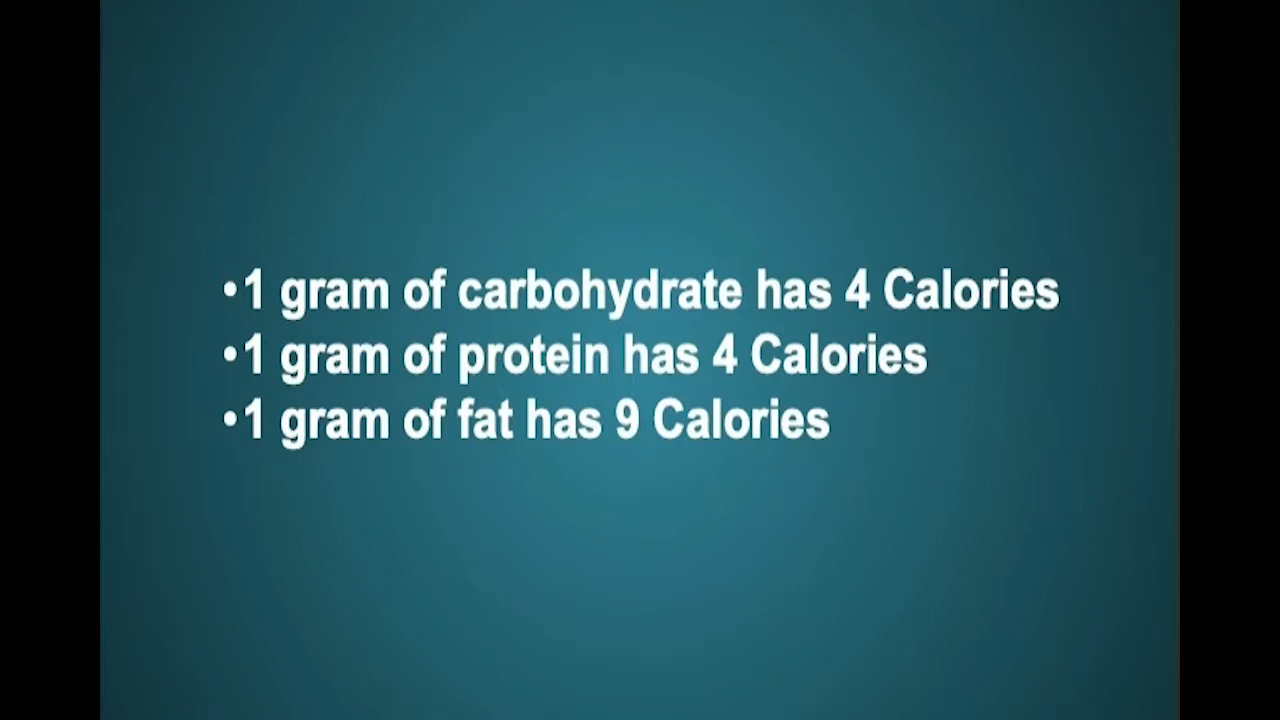 •1 gram of carbohydrate has 4 Calories
•1 gram of protein has 4 Calories
•1 gram of fat has 9 Calories